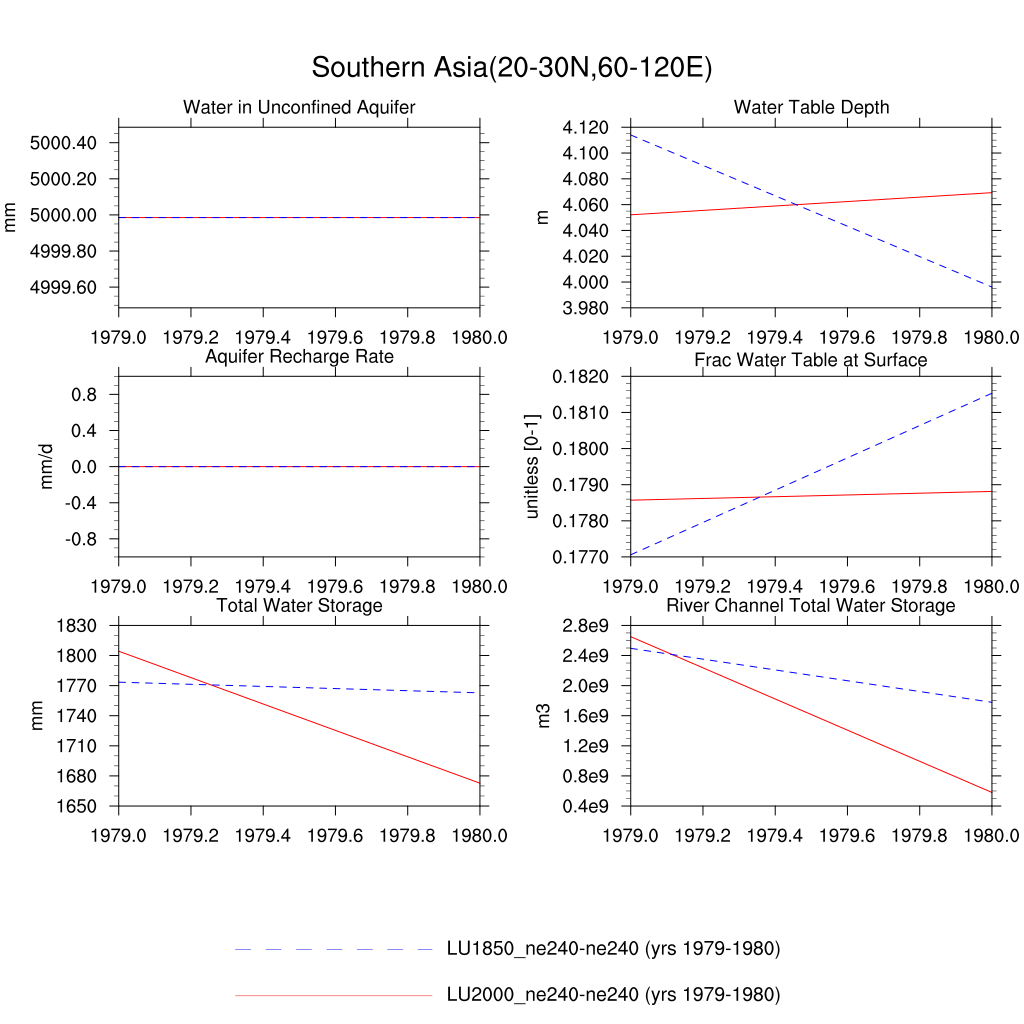 Southern Asia(20-30N,60-120E)
Water in Unconfined Aquifer
mm
5000.40
5000.20
5000.00
4999.80
4999.60
1979.0 1979.2 1979.4 1979.6 1979.8 1980.0
Water Table Depth
m
4.120
4.100
4.080
4.060
4.040
4.020
4.000
3.980
1979.0 1979.2 1979.4 1979.6 1979.8 1980.0
Aquifer Recharge Rate
mm/d
0.8
0.4
0.0
-0.4
-0.8
1979.0 1979.2 1979.4 1979.6 1979.8 1980.0
Frac Water Table at Surface
unitless [0-1]
0.1820
0.1810
0.1800
0.1790
0.1780
0.1770
1979.0 1979.2 1979.4 1979.6 1979.8 1980.0
Total Water Storage
mm
1830
1800
1770
1740
1710
1680
1650
1979.0 1979.2 1979.4 1979.6 1979.8 1980.0
River Channel Total Water Storage
m3
2.8e9
2.4e9
2.0e9
1.6e9
1.2e9
0.8e9
0.4e9
1979.0 1979.2 1979.4 1979.6 1979.8 1980.0
LU1850_ne240-ne240 (yrs 1979-1980)
LU2000_ne240-ne240 (yrs 1979-1980)